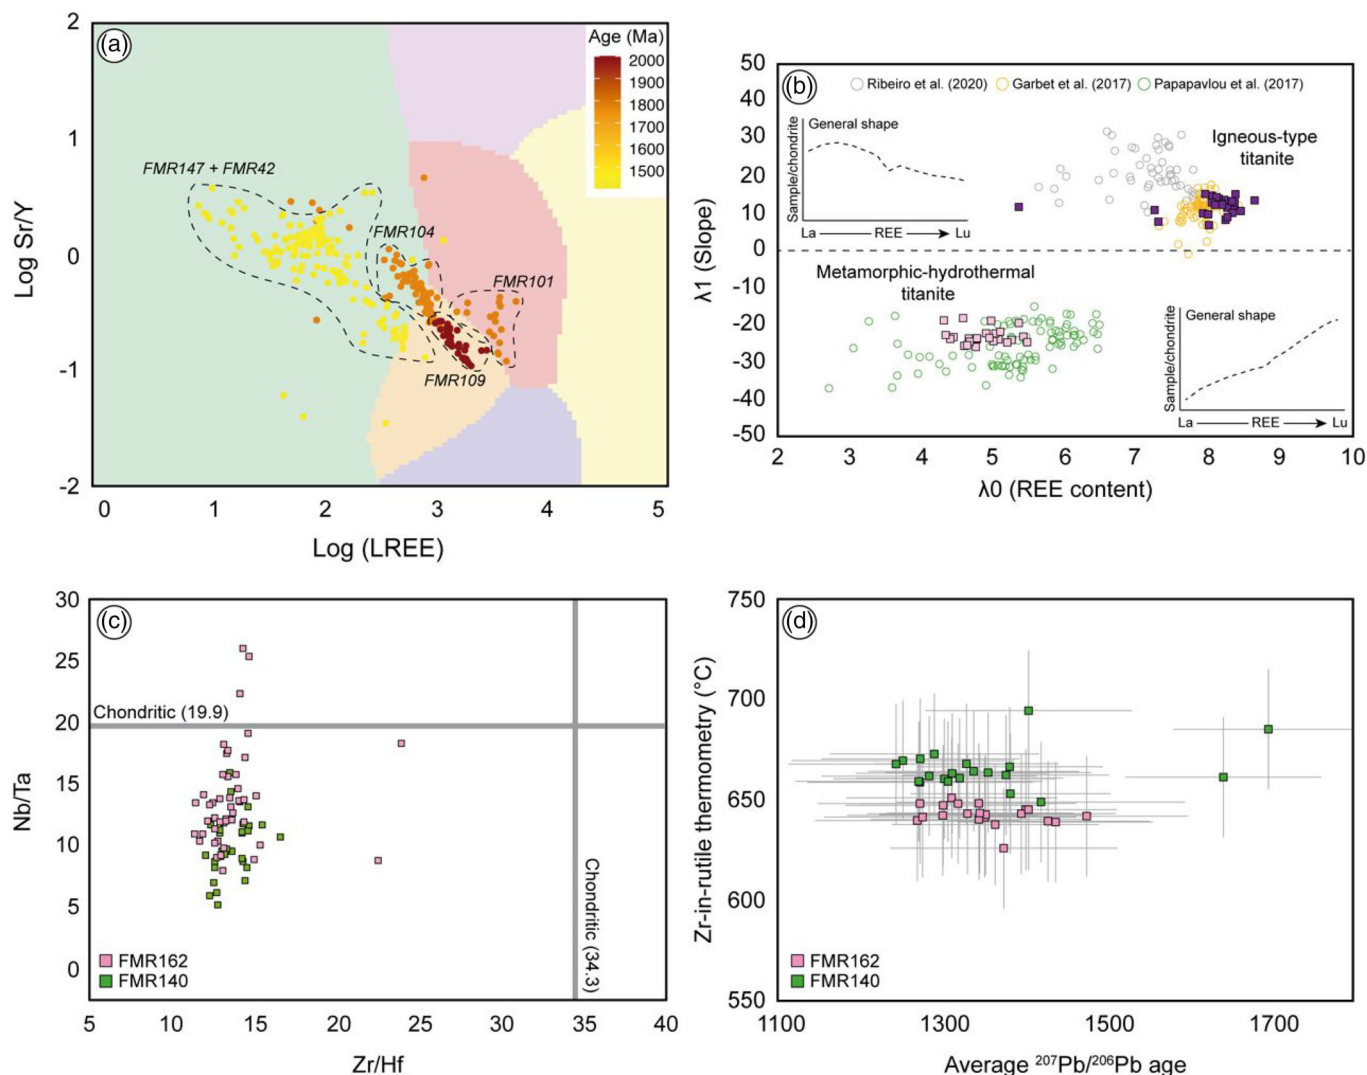 (a)
Age (Ma)
2000
1900
1800
1700
1600
1500
FMR147 + FMR42
FMR104
FMR101
FMR109
2
1
0
-1
-2
Log Sr/Y
0 1 2 3 4 5
Log (LREE)
(b)
Ribeiro et al. (2020) Garbet et al. (2017) Papapavlou et al. (2017)
General shape
Sample/chondrite
La REE Lu
Igneous-type
titanite
Metamorphic-hydrothermal
titanite
General shape
Sample/chondrite
La REE Lu
50
40
30
20
10
0
-10
-20
-30
-40
-50
λ1 (Slope)
2 3 4 5 6 7 8 9 10
λ0 (REE content)
(c)
Chondritic (19.9)
Chondritic (34.3)
FMR162
FMR140
30
25
20
15
10
5
0
Nb/Ta
5 10 15 20 25 30 35 40
Zr/Hf
(d)
FMR162
FMR140
750
700
650
600
550
Zr-in-rutile thermometry (°C)
1100 1300 1500 1700
Average ²⁰⁷Pb/²⁰⁶Pb age